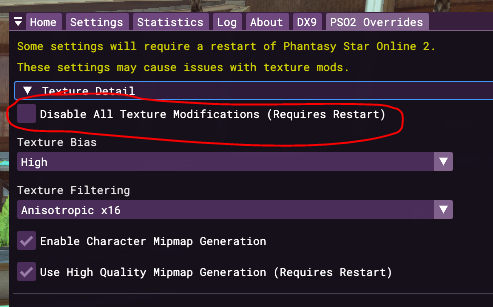 Home Settings Statistics Log About DX9 PSO2 Overrides
Some settings will require a restart of Phantasy Star Online 2.
These settings may cause issues with texture mods.
Texture Detail
Disable All Texture Modifications (Requires Restart)
Texture Bias
High
Texture Filtering
Anisotropic x16
Enable Character Mipmap Generation
Use High Quality Mipmap Generation (Requires Restart)